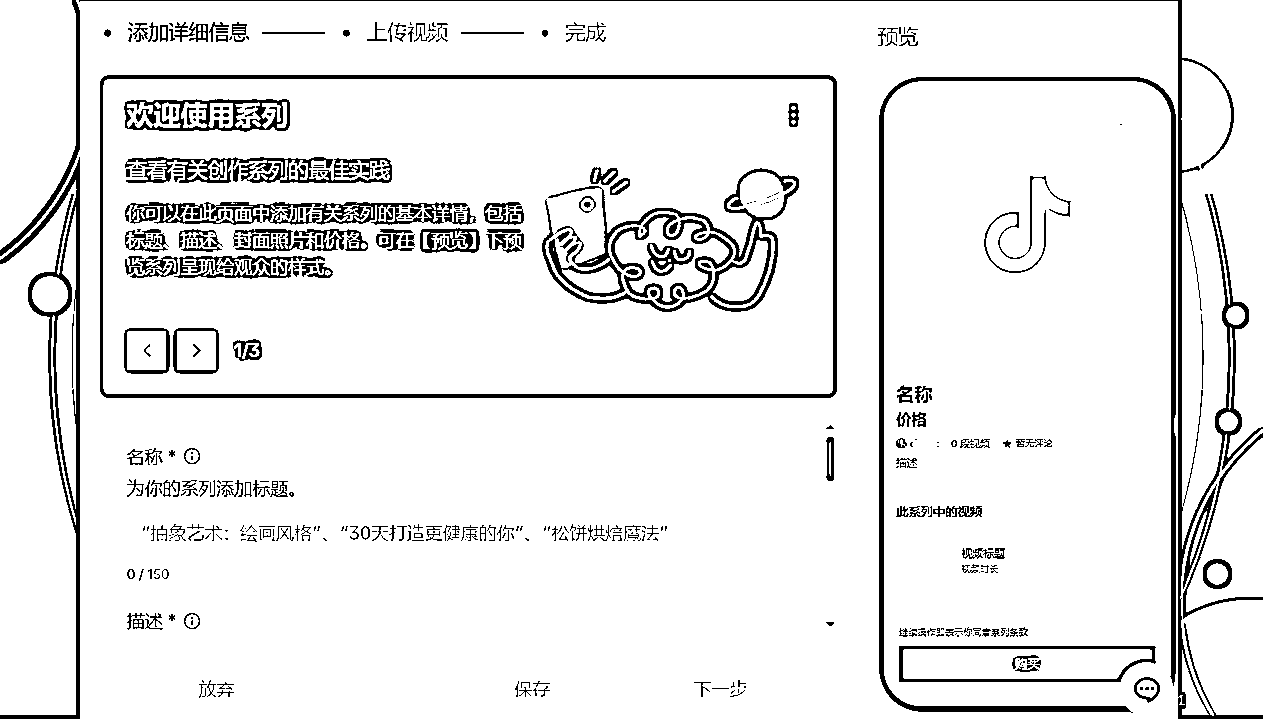 添加详细信息
上传视频
完成
预览
欢迎使用系列
查看有关创作系列的最佳实践
你可以在此页面中添加有关系列的基本详情，包括
标题、描述、封面照片和价格。可在【预览】下预
览系列呈现给观众的样式。
1/3
名称 *
为你的系列添加标题。
“抽象艺术：绘画风格”、“30天打造更健康的你”、“松饼烘焙魔法”
0 / 150
描述 *
放弃
保存
下一步
名称
价格
0 段视频 ★ 暂无评论
描述
此系列中的视频
视频标题
视频时长
购买